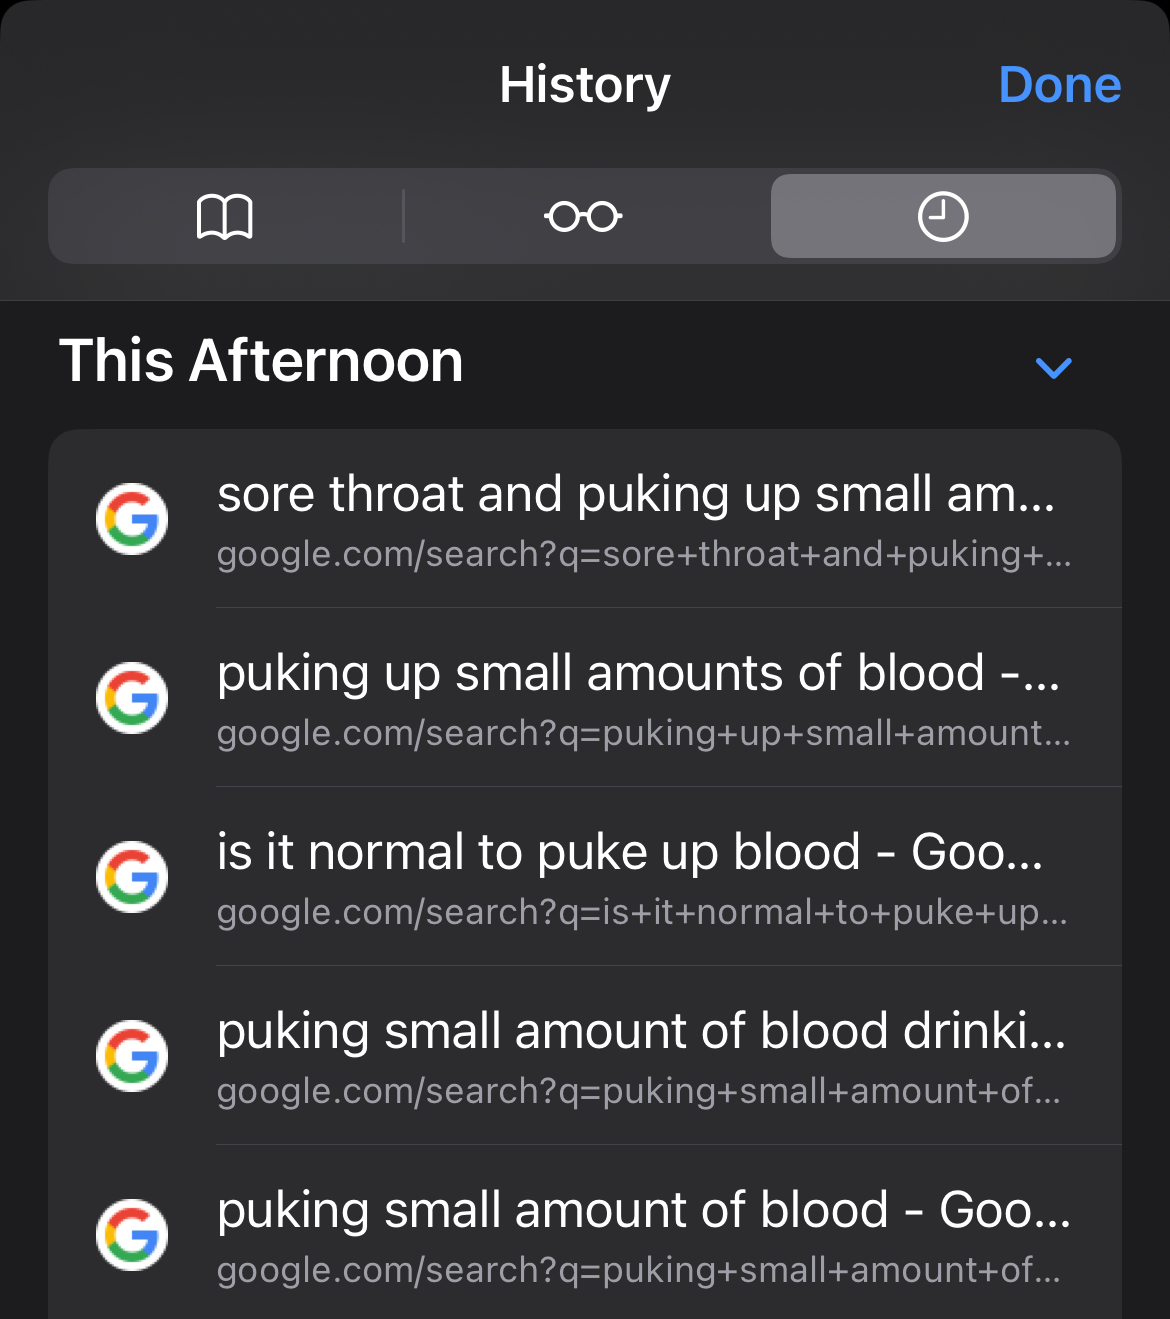 History
Done
This Afternoon
sore throat and puking up small am...
google.com/search?q=sore+throat+and+puking+...
puking up small amounts of blood -...
google.com/search?q=puking+up+small+amount...
is it normal to puke up blood - Goo...
google.com/search?q=is+it+normal+to+puke+up...
puking small amount of blood drinki...
google.com/search?q=puking+small+amount+of...
puking small amount of blood - Goo...
google.com/search?q=puking+small+amount+of...